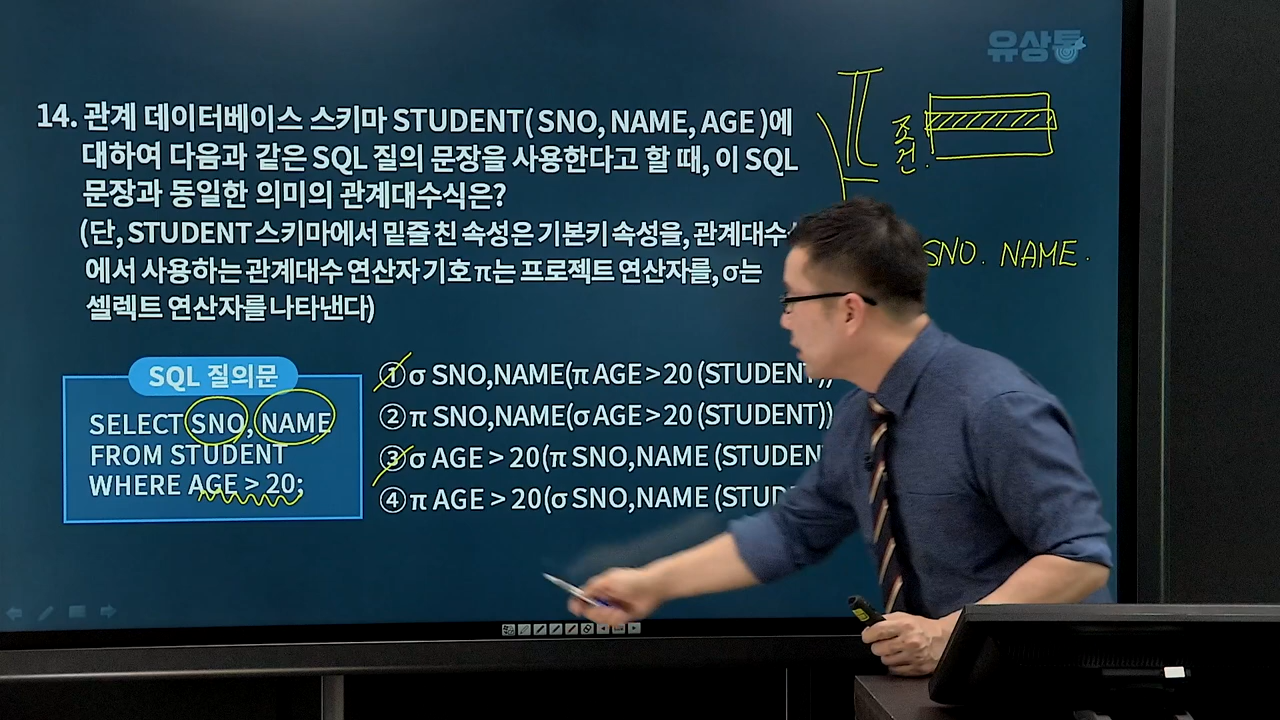 유상통
14. 관계 데이터베이스 스키마 STUDENT( SNO, NAME, AGE )에
대하여 다음과 같은 SQL 질의 문장을 사용한다고 할 때, 이 SQL
문장과 동일한 의미의 관계대수식은?
(단, STUDENT 스키마에서 밑줄 친 속성은 기본키 속성을, 관계대수
에서 사용하는 관계대수 연산자 기호 π는 프로젝트 연산자를, σ는
셀렉트 연산자를 나타낸다)
조건.
SNO. NAME.
SQL 질의문
SELECT SNO, NAME
FROM STUDENT
WHERE AGE > 20;
① σ SNO,NAME(π AGE > 20 (STUDENT))
② π SNO,NAME(σ AGE > 20 (STUDENT))
③ σ AGE > 20(π SNO,NAME (STUDEN
④ π AGE > 20(σ SNO,NAME (STUD